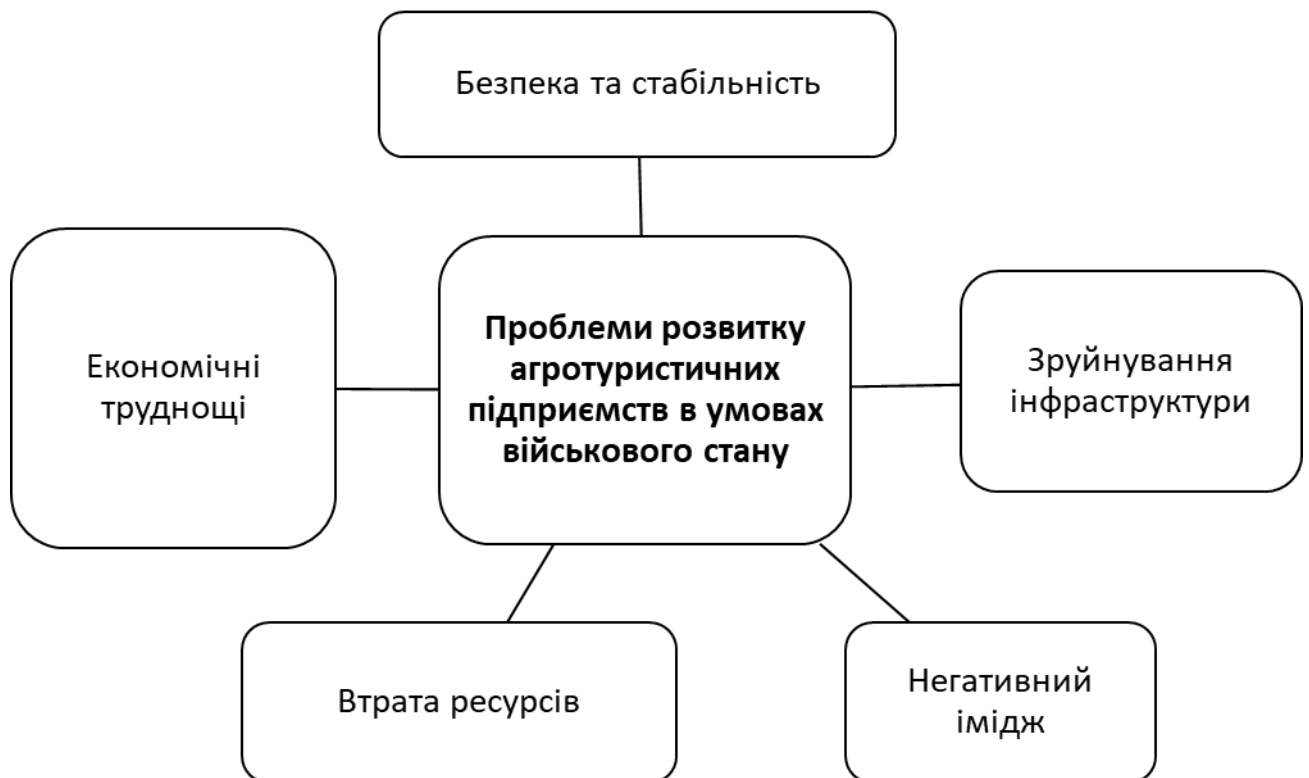 Безпека та стабільність
Економічні
труднощі
Проблеми розвитку
агротуристичних
підприємств в умовах
військового стану
Зруйнування
інфраструктури
Втрата ресурсів
Негативний
імідж